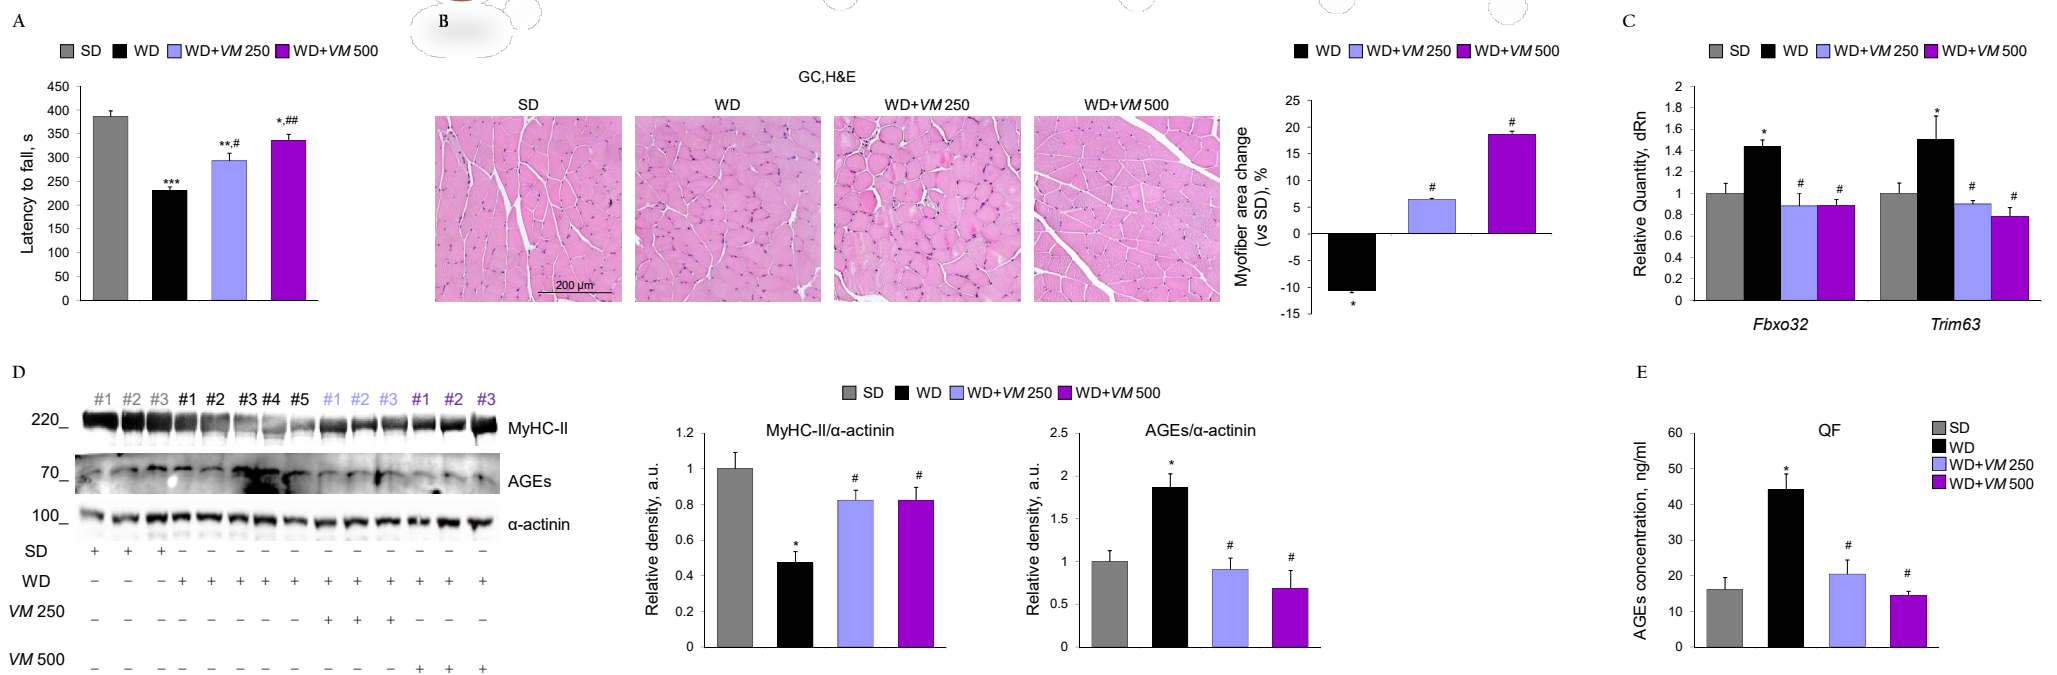 A
SD WD WD+VM 250 WD+VM 500
Latency to fall, s
450
400
350
300
250
200
150
100
50
0
***
**,#
*,##
B
GC,H&E
SD WD WD+VM 250 WD+VM 500
200 µm
WD WD+VM 250 WD+VM 500
Myofiber area change
(vs SD), %
25
20
15
10
5
0
-5
-10
-15
*
#
#
C
SD WD WD+VM 250 WD+VM 500
Relative Quantity, dRn
2
1.8
1.6
1.4
1.2
1
0.8
0.6
0.4
0.2
0
* # # * # #
Fbxo32 Trim63
D
#1 #2 #3 #1 #2 #3 #4 #5 #1 #2 #3 #1 #2 #3
220_ MyHC-II
70_ AGEs
100_ α-actinin
SD + + + – – – – – – – – – – –
WD – – – + + + + + + + + + + +
VM 250 – – – – – – – – + + + – – –
VM 500 – – – – – – – – – – – + + +
SD WD WD+VM 250 WD+VM 500
MyHC-II/α-actinin
Relative density, a.u.
1.2
1
0.8
0.6
0.4
0.2
0
* # #
AGEs/α-actinin
Relative density, a.u.
2.5
2
1.5
1
0.5
0
* # #
E
QF
AGEs concentration, ng/ml
60
50
40
30
20
10
0
* # #
SD
WD
WD+VM 250
WD+VM 500